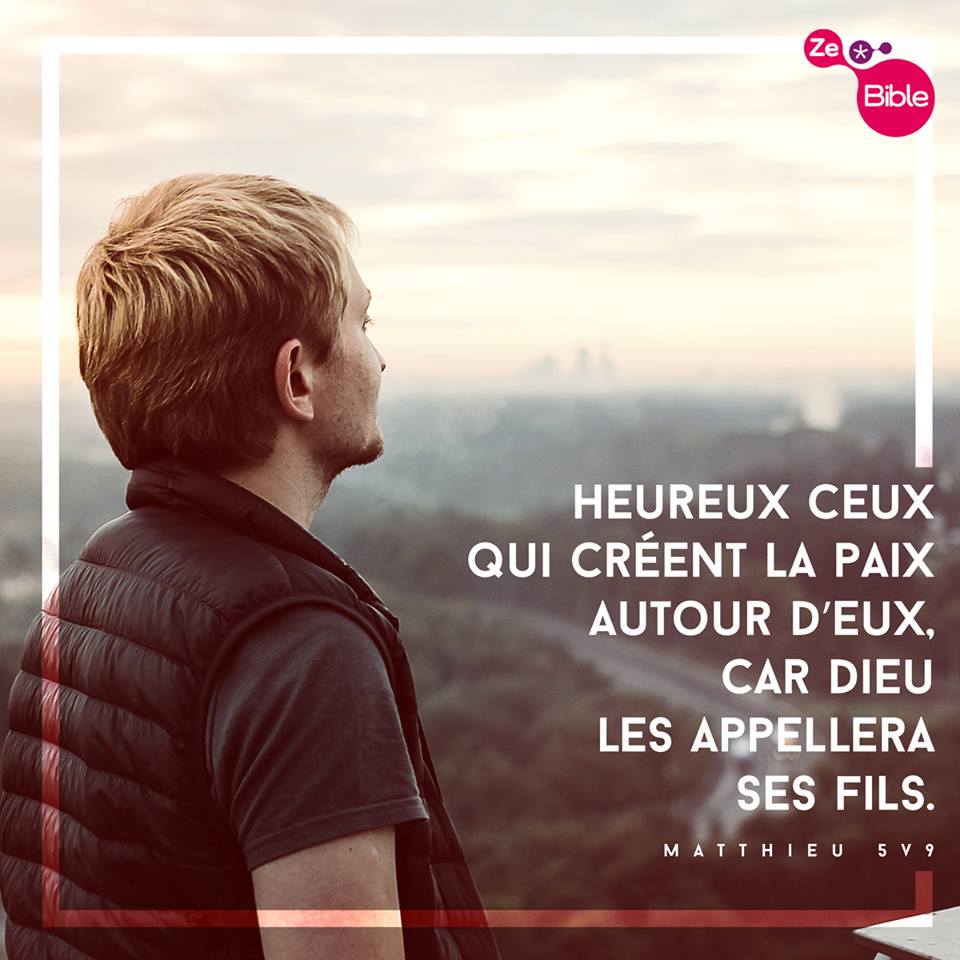 Ze
Bible
HEUREUX CEUX
QUI CRÉENT LA PAIX
AUTOUR D'EUX,
CAR DIEU
LES APPELLERA
SES FILS.
MATTHIEU 5V9